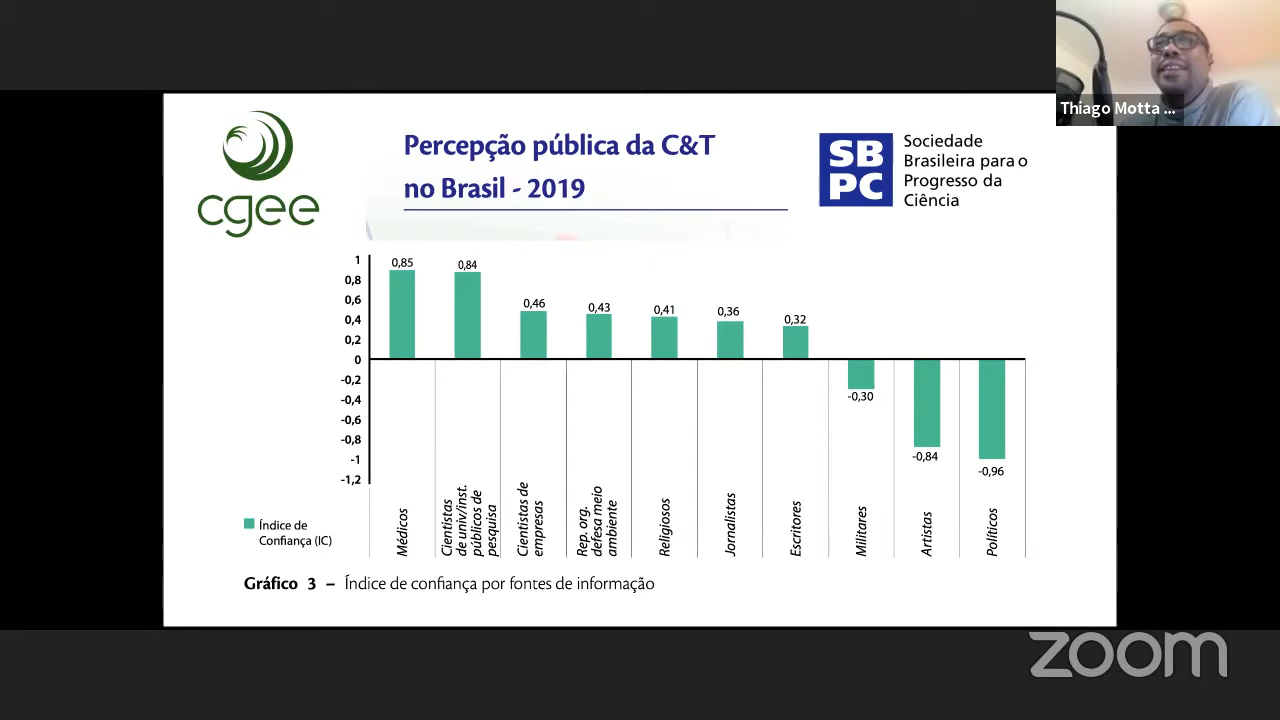 Thiago Motta ...
cgee
Percepção pública da C&T
no Brasil - 2019
SB
PC
Sociedade
Brasileira para o
Progresso da
Ciência
1
0,8
0,6
0,4
0,2
0
-0,2
-0,4
-0,6
-0,8
-1
-1,2
0,85
0,84
0,46
0,43
0,41
0,36
0,32
-0,30
-0,84
-0,96
Médicos
Cientistas
de univ/inst.
públicos de
pesquisa
Cientistas de
empresas
Rep. org.
defesa meio
ambiente
Religiosos
Jornalistas
Escritores
Militares
Artistas
Políticos
Índice de
Confiança (IC)
Gráfico 3 – Índice de confiança por fontes de informação
zoom